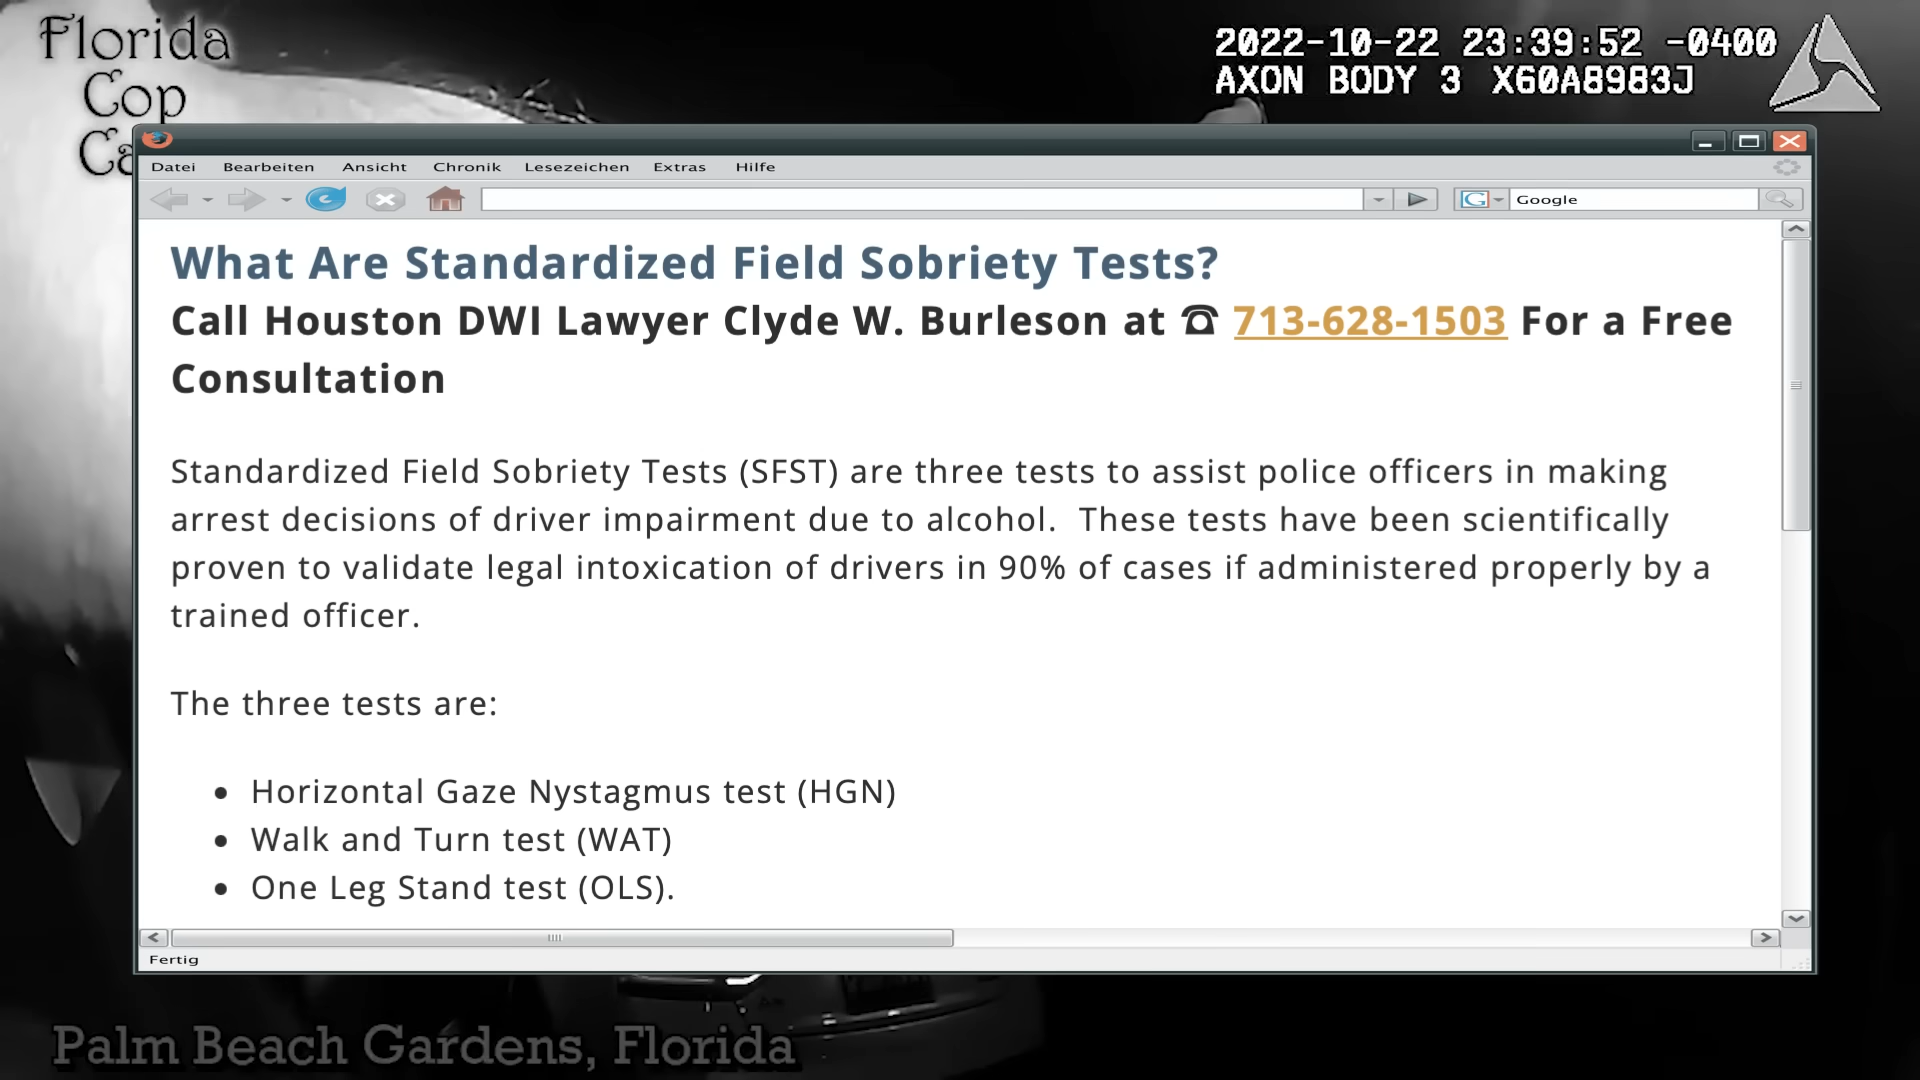 Florida
Cop
Ca
2022-10-22 23:39:52 -0400
AXON BODY 3 X60A8983J
Datei Bearbeiten Ansicht Chronik Lesezeichen Extras Hilfe
Google
What Are Standardized Field Sobriety Tests?
Call Houston DWI Lawyer Clyde W. Burleson at ☎ 713-628-1503 For a Free
Consultation
Standardized Field Sobriety Tests (SFST) are three tests to assist police officers in making
arrest decisions of driver impairment due to alcohol. These tests have been scientifically
proven to validate legal intoxication of drivers in 90% of cases if administered properly by a
trained officer.
The three tests are:
• Horizontal Gaze Nystagmus test (HGN)
• Walk and Turn test (WAT)
• One Leg Stand test (OLS).
Fertig
Palm Beach Gardens, Florida